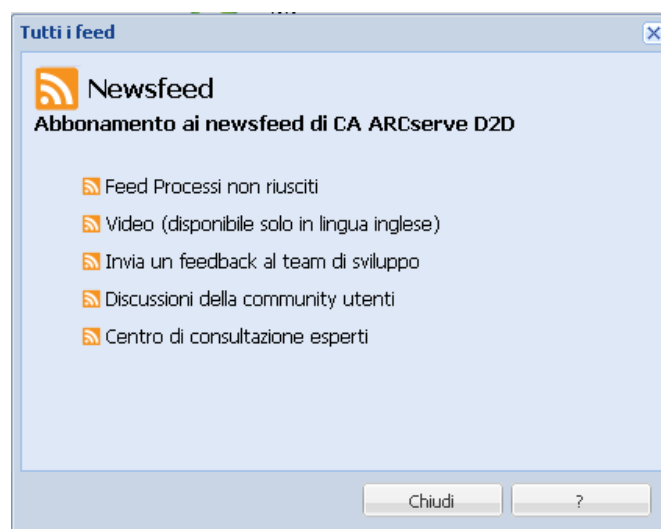 Tutti i feed
Newsfeed
Abbonamento ai newsfeed di CA ARCserve D2D
Feed Processi non riusciti
Video (disponibile solo in lingua inglese)
Invia un feedback al team di sviluppo
Discussioni della community utenti
Centro di consultazione esperti
Chiudi
?